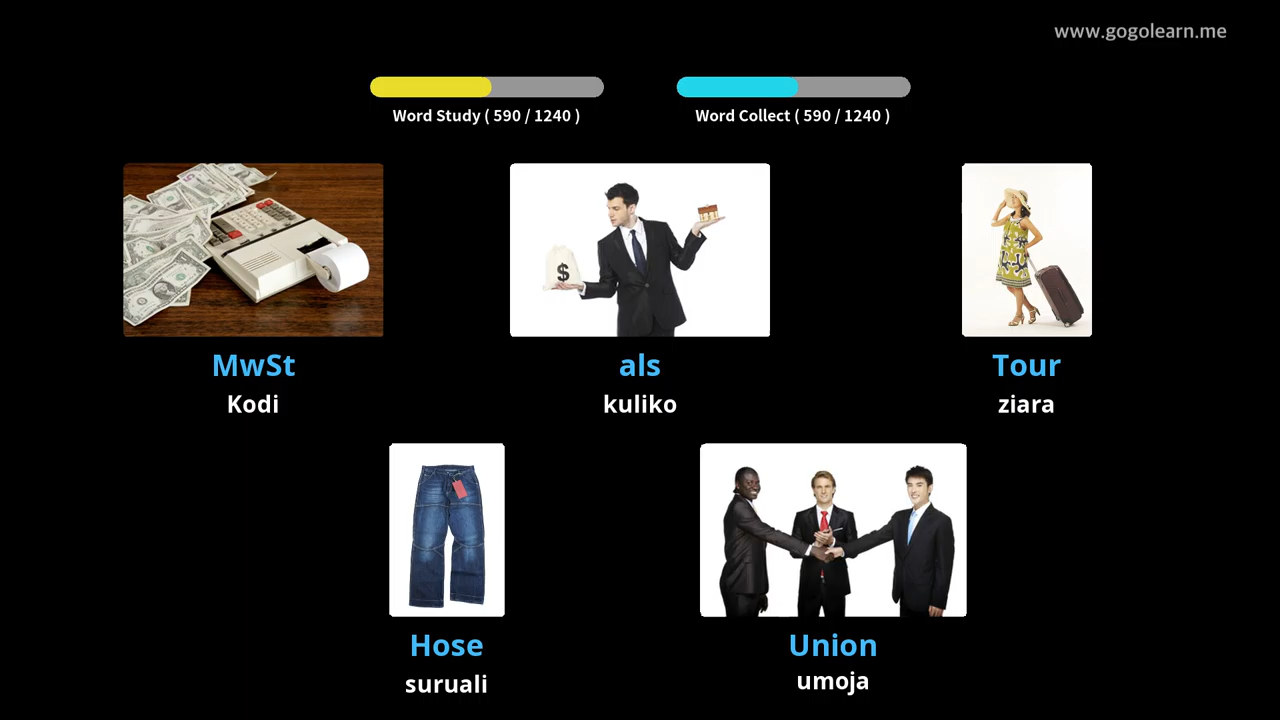 www.gogolearn.me
Word Study ( 590 / 1240 )
Word Collect ( 590 / 1240 )
$
MwSt
als
Tour
Kodi
kuliko
ziara
Hose
Union
suruali
umoja